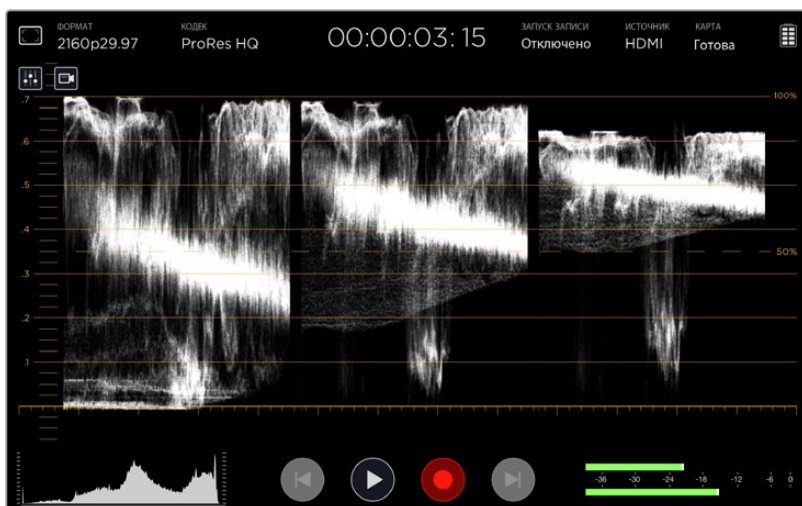 ФОРМАТ
2160p29.97
КОДЕК
ProRes HQ
00:00:03:15
ЗАПУСК ЗАПИСИ
Отключено
ИСТОЧНИК
HDMI
КАРТА
Готова
.7
100%
.6
.5
.4
.3
50%
.2
.1
-36 -30 -24 -18 -12 -6 0